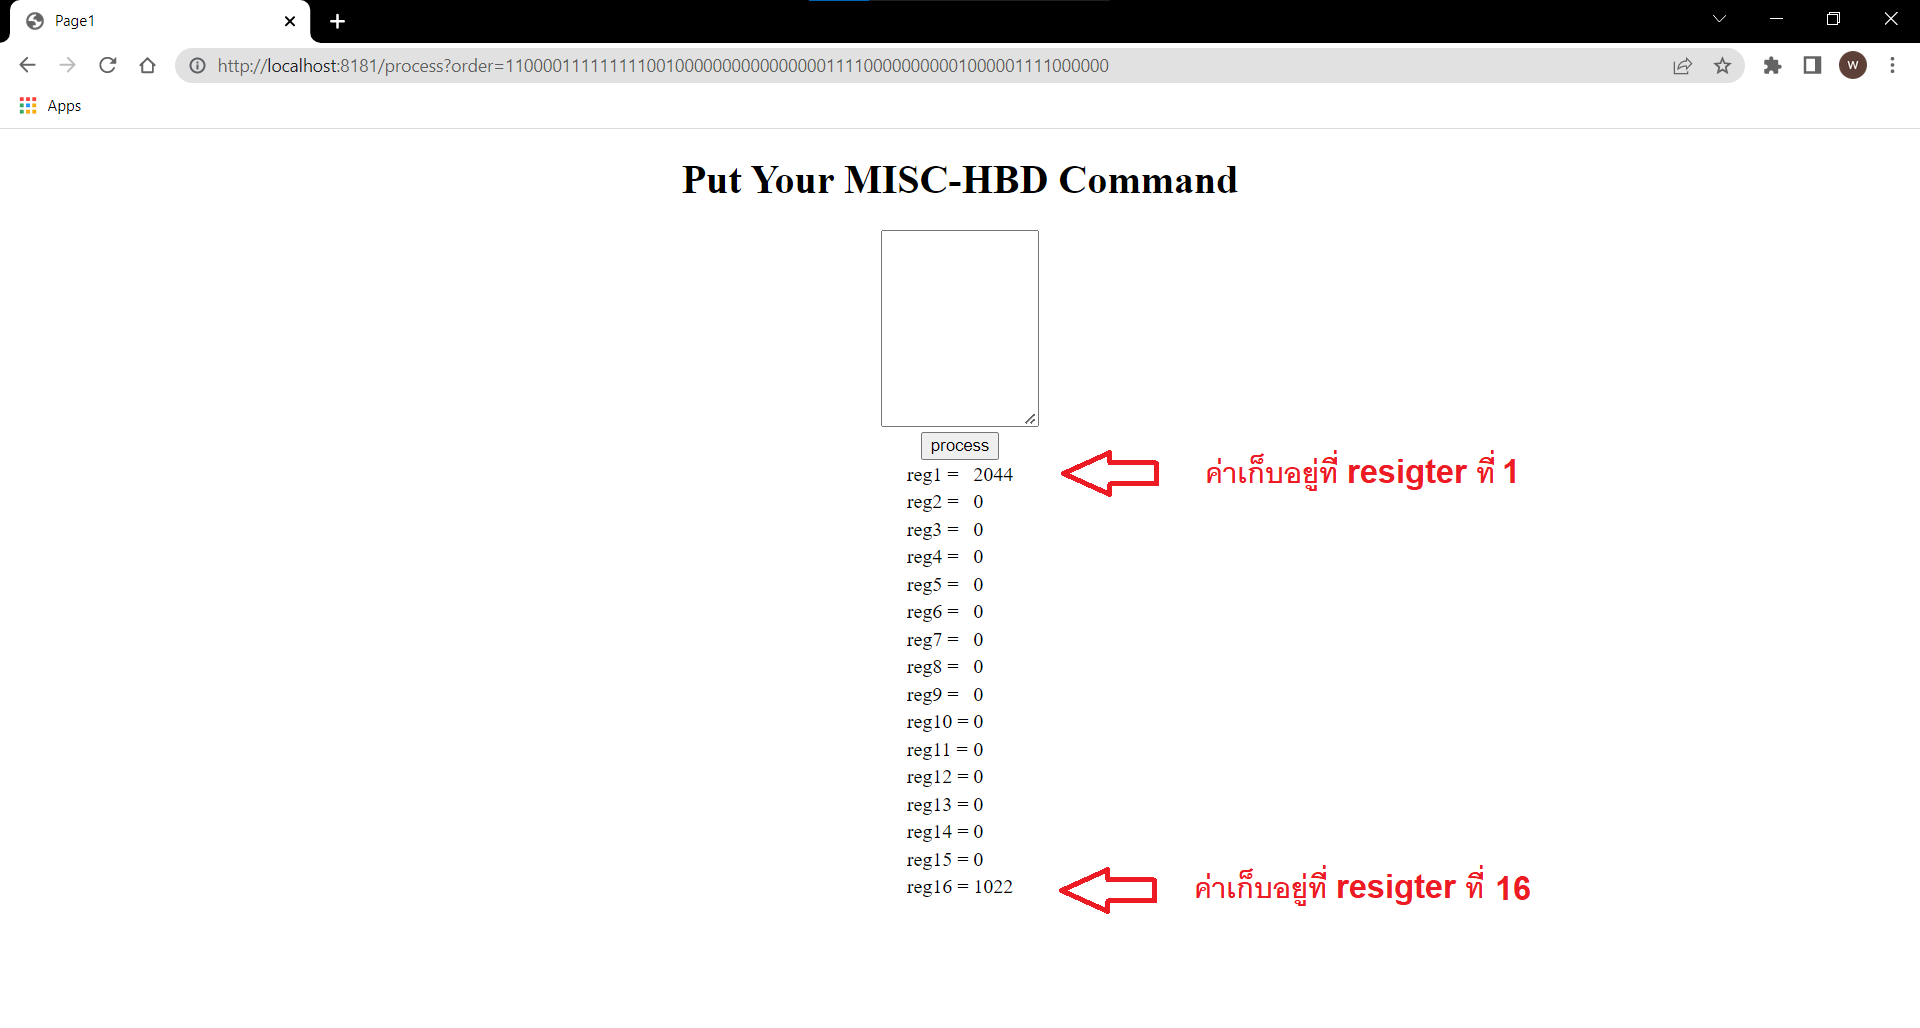 Page1
http://localhost:8181/process?order=1100001111111110010000000000000000111100000000001000001111000000
W
Apps
Put Your MISC-HBD Command
process
reg1 = 2044
ค่าเก็บอยู่ที่ resigter ที่ 1
reg2 = 0
reg3 = 0
reg4 = 0
reg5 = 0
reg6 = 0
reg7 = 0
reg8 = 0
reg9 = 0
reg10 = 0
reg11 = 0
reg12 = 0
reg13 = 0
reg14 = 0
reg15 = 0
reg16 = 1022
ค่าเก็บอยู่ที่ resigter ที่ 16